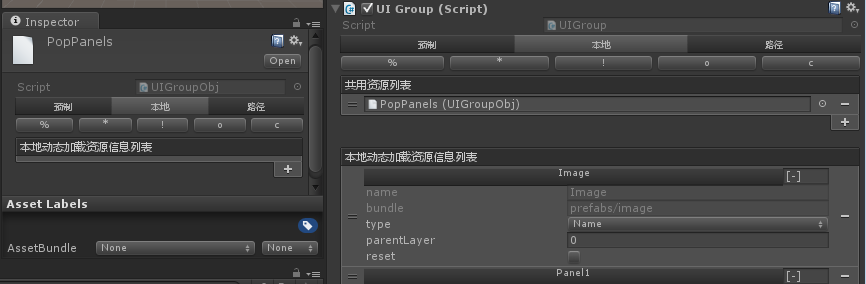 Inspector
PopPanels
Open
Script
UIGroupObj
预制
本地
路径
%
*
!
o
c
本地动态加载资源信息列表
+
Asset Labels
AssetBundle
None
None
UI Group (Script)
Script
UIGroup
预制
本地
路径
%
*
!
o
c
共用资源列表
PopPanels (UIGroupObj)
−
+
本地动态加载资源信息列表
Image
[-]
name
Image
bundle
prefabs/image
type
Name
parentLayer
0
reset
−
Panel1
[-]
−